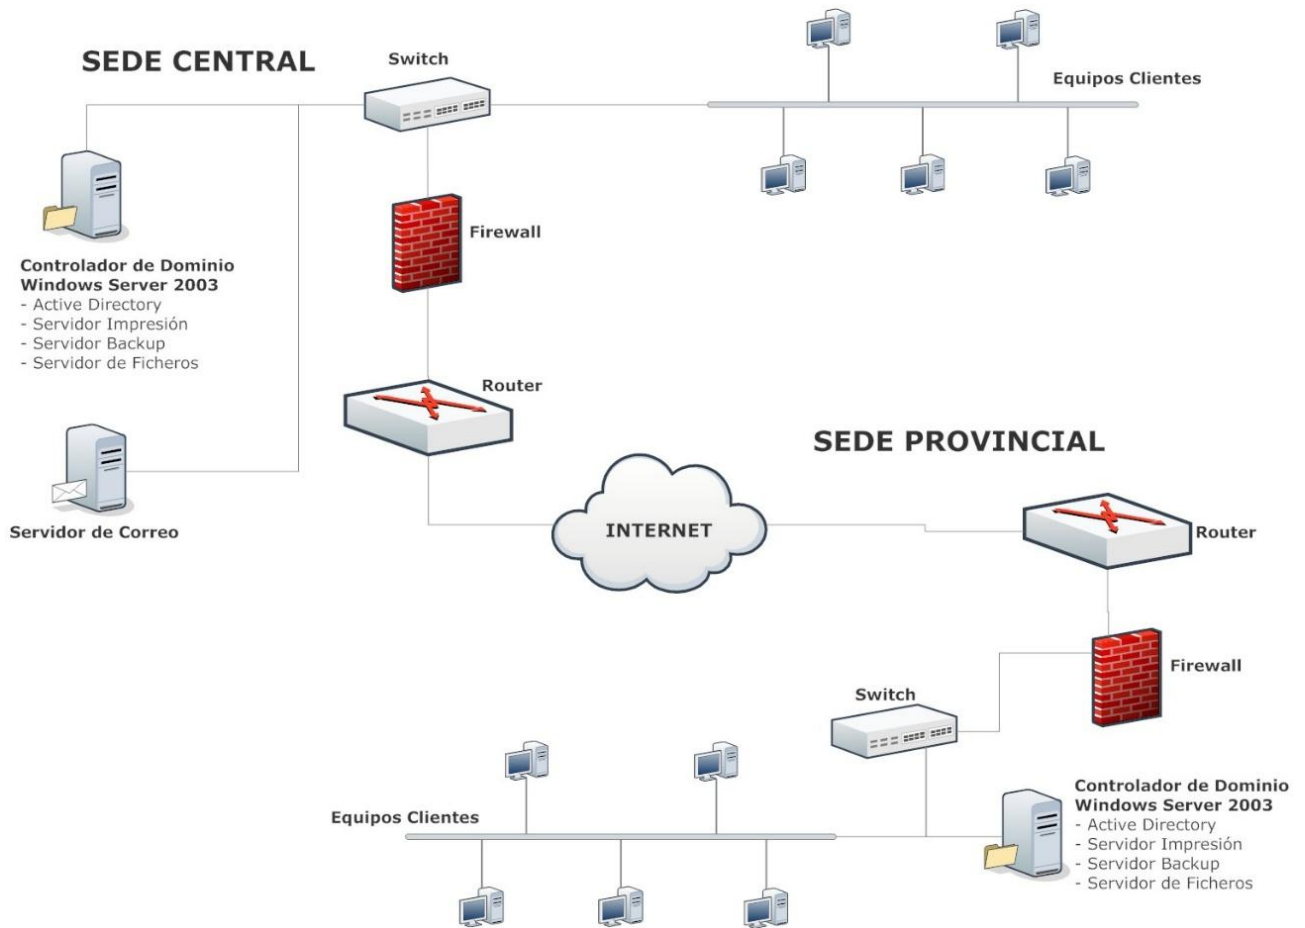 SEDE CENTRAL
Switch
Equipos Clientes
Firewall
Controlador de Dominio
Windows Server 2003
- Active Directory
- Servidor Impresión
- Servidor Backup
- Servidor de Ficheros
Router
Servidor de Correo
INTERNET
SEDE PROVINCIAL
Router
Firewall
Switch
Equipos Clientes
Controlador de Dominio
Windows Server 2003
- Active Directory
- Servidor Impresión
- Servidor Backup
- Servidor de Ficheros